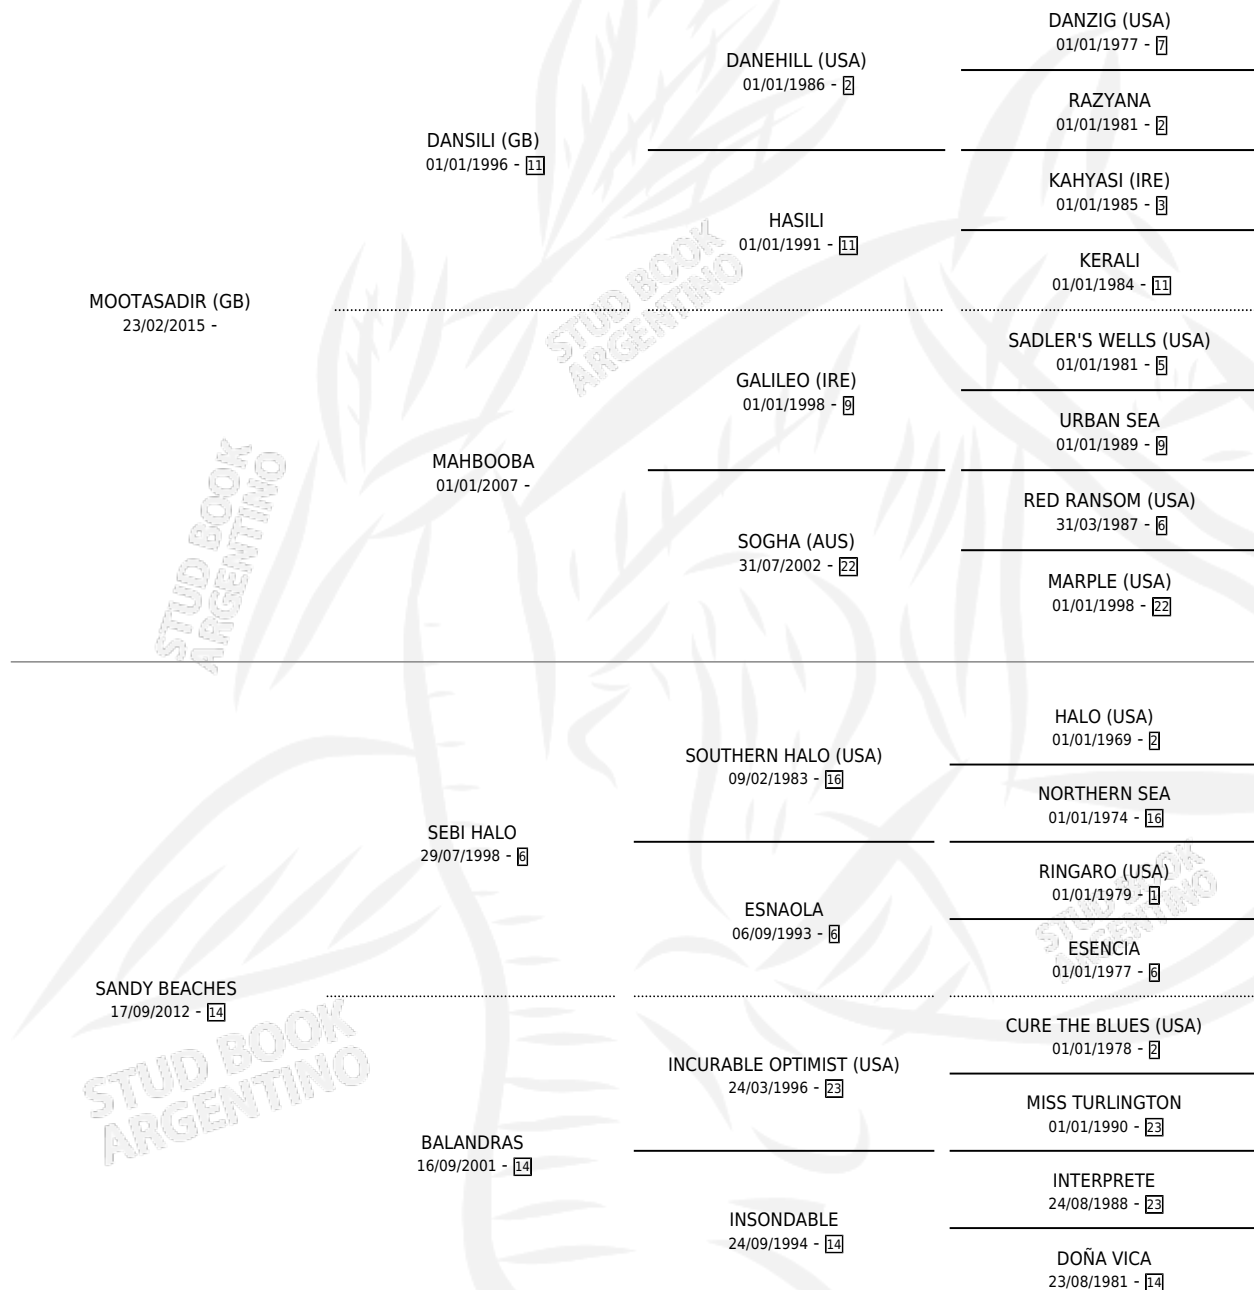 DANZIG (USA)
01/01/1977 - 7
DANEHILL (USA)
01/01/1986 - 2
RAZYANA
01/01/1981 - 2
DANSILI (GB)
01/01/1996 - 11
KAHYASI (IRE)
01/01/1985 - 3
HASILI
01/01/1991 - 11
KERALI
01/01/1984 - 11
MOOTASADIR (GB)
23/02/2015 -
SADLER'S WELLS (USA)
01/01/1981 - 5
GALILEO (IRE)
01/01/1998 - 9
URBAN SEA
01/01/1989 - 9
MAHBOOBA
01/01/2007 -
RED RANSOM (USA)
31/03/1987 - 6
SOGHA (AUS)
31/07/2002 - 22
MARPLE (USA)
01/01/1998 - 22
HALO (USA)
01/01/1969 - 2
SOUTHERN HALO (USA)
09/02/1983 - 16
NORTHERN SEA
01/01/1974 - 16
SEBI HALO
29/07/1998 - 6
RINGARO (USA)
01/01/1979 - 1
ESNAOLA
06/09/1993 - 6
ESENCIA
01/01/1977 - 6
SANDY BEACHES
17/09/2012 - 14
CURE THE BLUES (USA)
01/01/1978 - 2
INCURABLE OPTIMIST (USA)
24/03/1996 - 23
MISS TURLINGTON
01/01/1990 - 23
BALANDRAS
16/09/2001 - 14
INTERPRETE
24/08/1988 - 23
INSONDABLE
24/09/1994 - 14
DOÑA VICA
23/08/1981 - 14
STUD BOOK
ARGENTINO
STUD BOOK
ARGENTINO
STUD BOOK
ARGENTINO
STUD BOOK
ARGENTINO